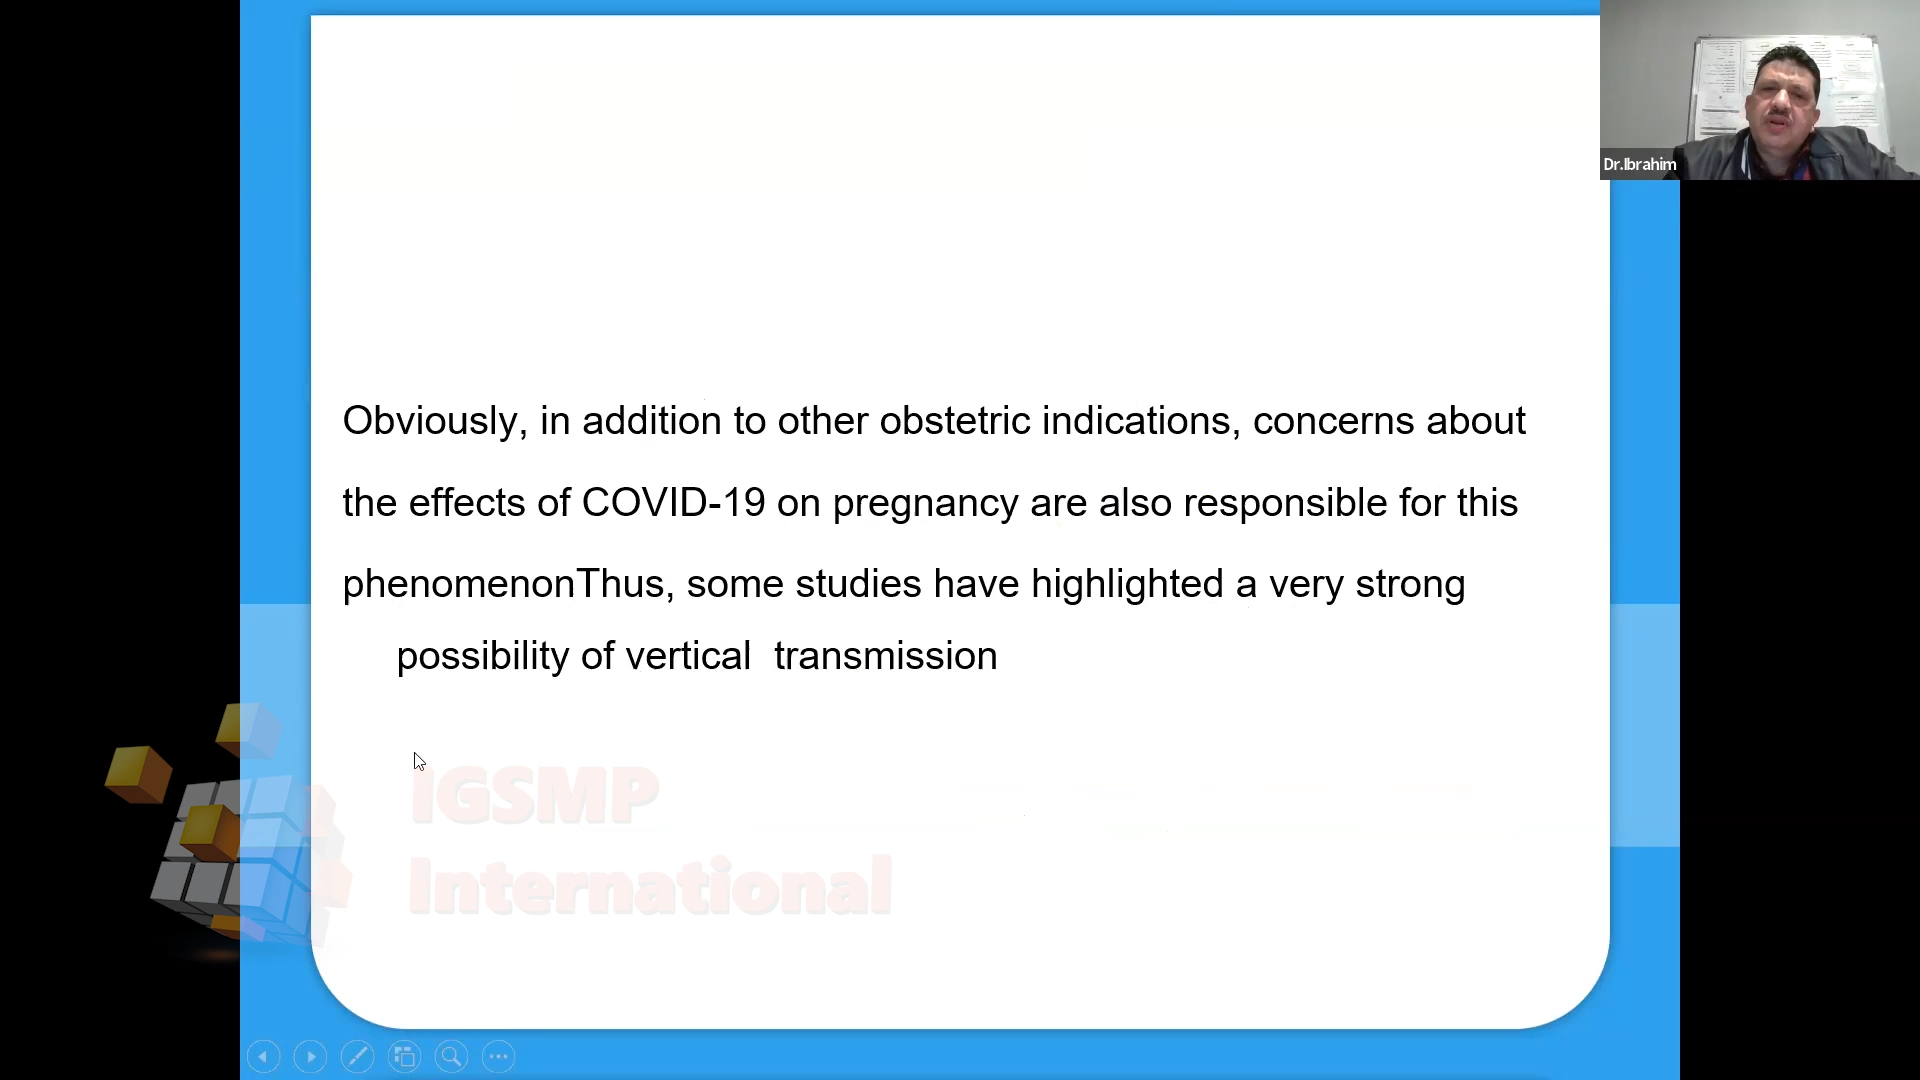 Dr.Ibrahim
Obviously, in addition to other obstetric indications, concerns about
the effects of COVID-19 on pregnancy are also responsible for this
phenomenonThus, some studies have highlighted a very strong
possibility of vertical  transmission
IGSMP
International